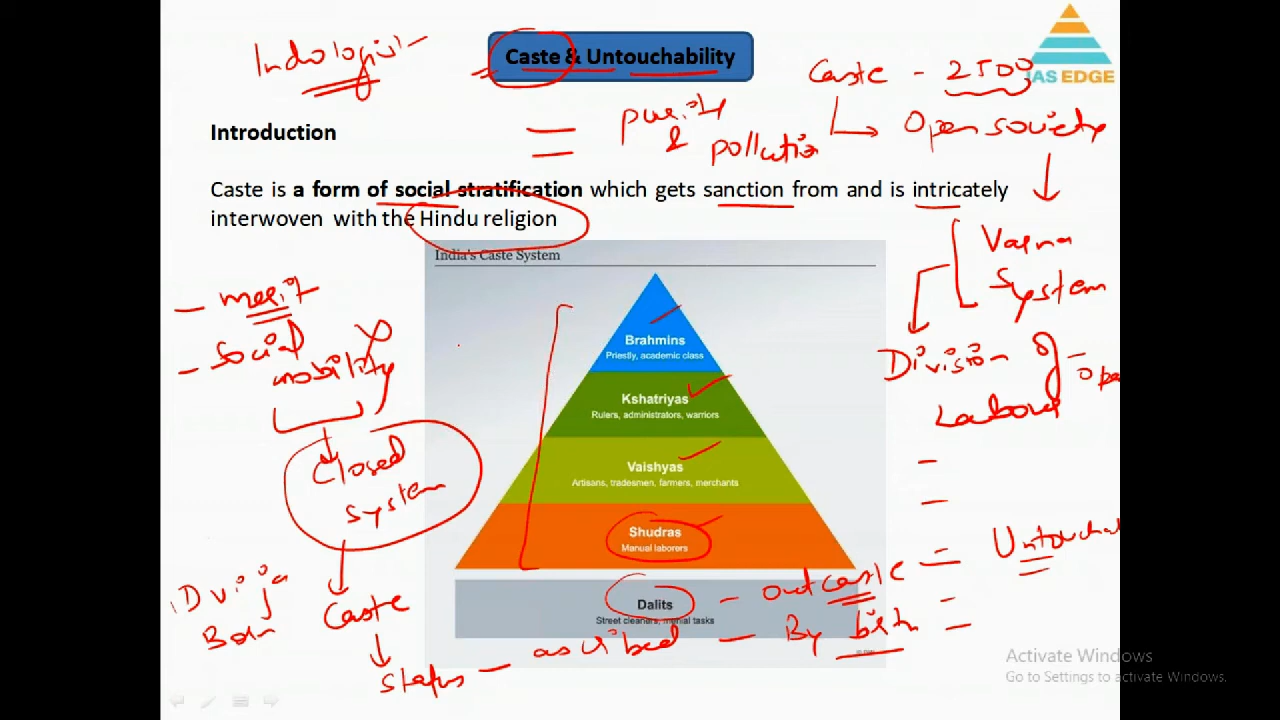 Indologist
Caste & Untouchability
IAS EDGE
Caste - 2500
Open society
Introduction
= purity
& pollution
Caste is a form of social stratification which gets sanction from and is intricately
interwoven with the Hindu religion
Varna
System
India's Caste System
- merit
- Social
mobility
Closed
System
Caste
Status - ascribed - By birth =
Division of
Labour
Brahmins
Priestly, academic class
Kshatriyas
Rulers, administrators, warriors
Vaishyas
Artisans, tradesmen, farmers, merchants
Shudras
Manual laborers
Dalits
Street cleaners, menial tasks
- outcaste =
Born
Activate Windows
Go to Settings to activate Windows.